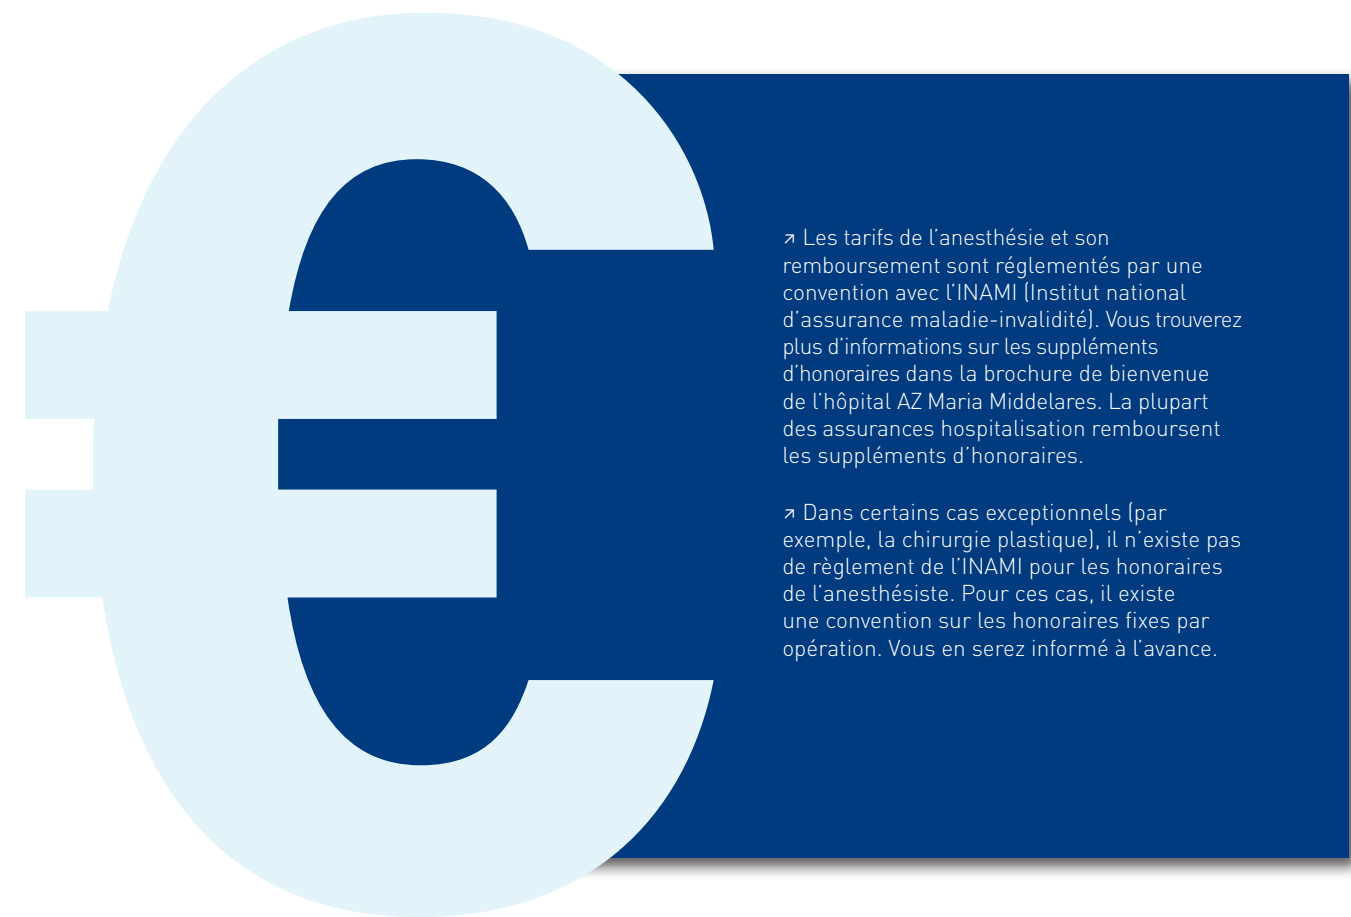 €
↗ Les tarifs de l’anesthésie et son
remboursement sont réglementés par une
convention avec l’INAMI (Institut national
d’assurance maladie-invalidité). Vous trouverez
plus d’informations sur les suppléments
d’honoraires dans la brochure de bienvenue
de l’hôpital AZ Maria Middelares. La plupart
des assurances hospitalisation remboursent
les suppléments d’honoraires.
↗ Dans certains cas exceptionnels (par
exemple, la chirurgie plastique), il n’existe pas
de règlement de l’INAMI pour les honoraires
de l’anesthésiste. Pour ces cas, il existe
une convention sur les honoraires fixes par
opération. Vous en serez informé à l’avance.